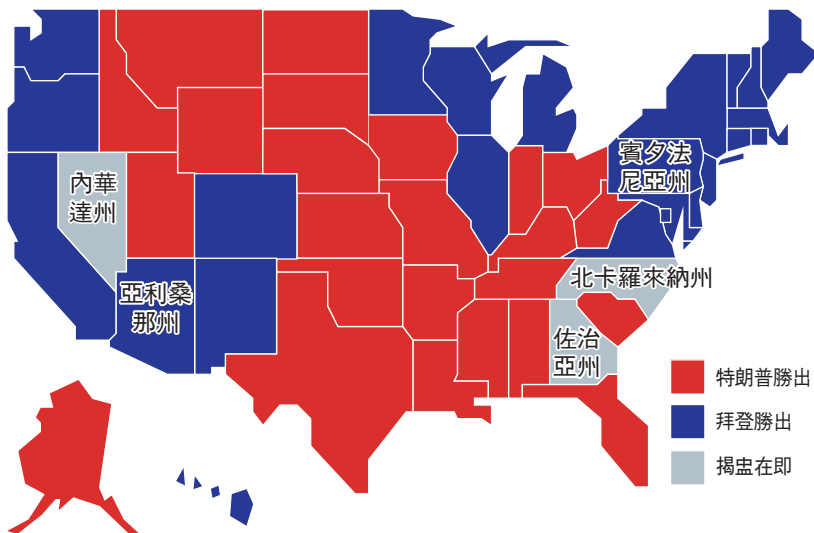 內華
達州
賓夕法
尼亞州
亞利桑
那州
北卡羅來納州
佐治
亞州
特朗普勝出
拜登勝出
揭盅在即